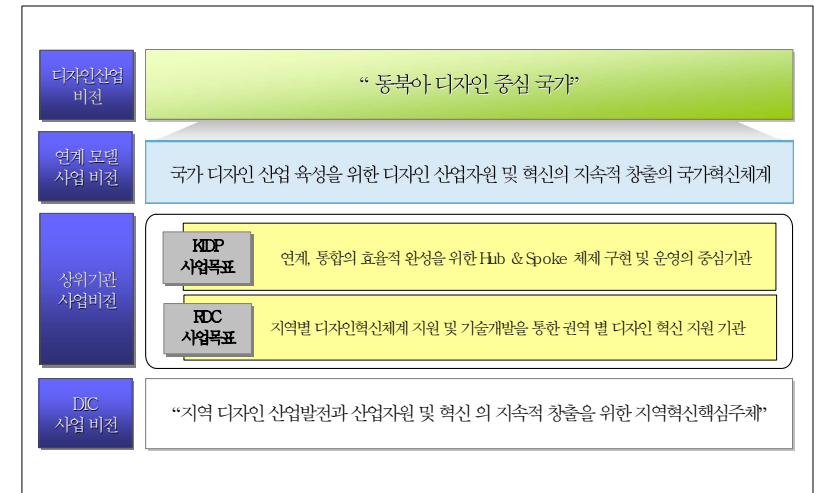 디자인산업
비전
“ 동북아 디자인 중심 국가”
연계 모델
사업 비전
국가 디자인 산업 육성을 위한 디자인 산업자원 및 혁신의 지속적 창출의 국가혁신체계
상위기관
사업비전
KIDP
사업목표
연계, 통합의 효율적 완성을 위한 Hub & Spoke 체제 구현 및 운영의 중심기관
RDC
사업목표
지역별 디자인혁신체계 지원 및 기술개발을 통한 권역 별 디자인 혁신 지원 기관
DIC
사업 비전
“지역 디자인 산업발전과 산업자원 및 혁신 의 지속적 창출을 위한 지역혁신핵심주체”